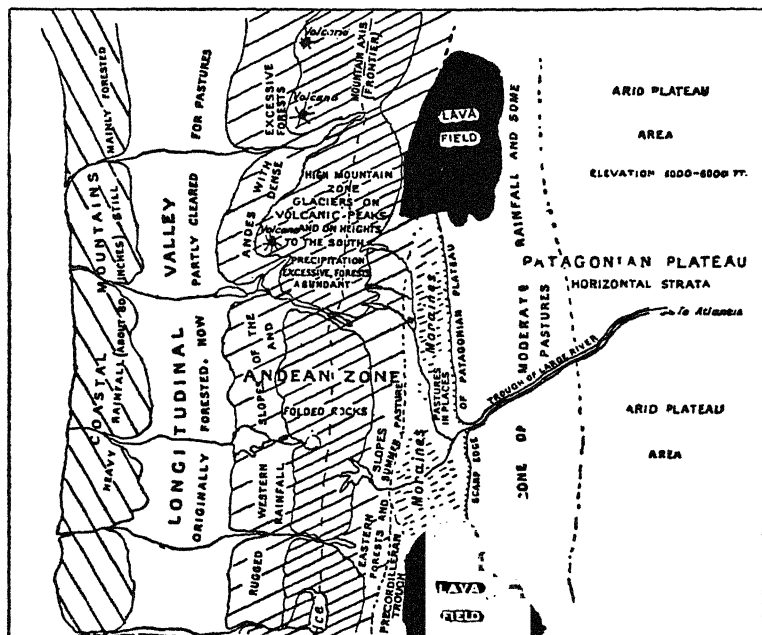 COASTAL MOUNTAINS
HEAVY RAINFALL (ABOUT 80 INCHES) STILL MAINLY FORESTED
LONGITUDINAL VALLEY
ORIGINALLY FORESTED. NOW PARTLY CLEARED FOR PASTURES
RUGGED WESTERN SLOPES OF THE ANDES WITH DENSE
RAINFALL AND EXCESSIVE FORESTS
Volcano
Volcano
Volcano
MOUNTAIN AXIS
(FRONTIER)
HIGH MOUNTAIN
ZONE
GLACIERS ON
VOLCANIC PEAKS
AND ON HEIGHTS
TO THE SOUTH
PRECIPITATION
EXCESSIVE, FORESTS
ABUNDANT
ANDEAN ZONE
FOLDED ROCKS
Ice
EASTERN SLOPES
FORESTS AND SUMMER PASTURE
PRECORDILLERAN
TROUGH
Moraines
Moraines
PASTURES
IN PLACES
SCARP EDGE OF PATAGONIAN PLATEAU
LAVA
FIELD
LAVA
FIELD
ZONE OF MODERATE RAINFALL AND SOME
PASTURES
TROUGH OF LARGE RIVER
to Atlantic
ARID PLATEAU
AREA
ELEVATION 5000-6000 FT.
PATAGONIAN PLATEAU
HORIZONTAL STRATA
ARID PLATEAU
AREA